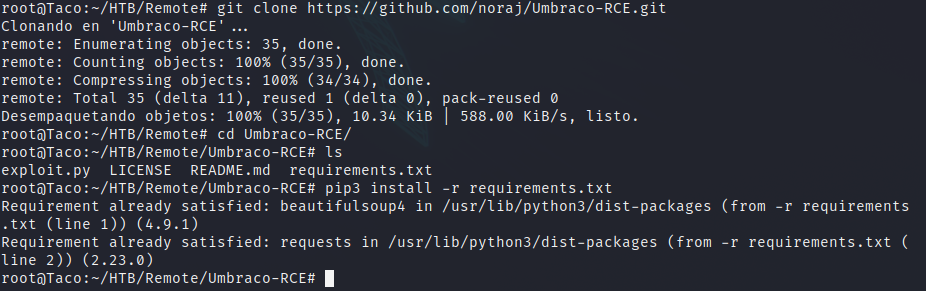 root@Taco:~/HTB/Remote# git clone https://github.com/noraj/Umbraco-RCE.git
Clonando en 'Umbraco-RCE'...
remote: Enumerating objects: 35, done.
remote: Counting objects: 100% (35/35), done.
remote: Compressing objects: 100% (34/34), done.
remote: Total 35 (delta 11), reused 1 (delta 0), pack-reused 0
Desempaquetando objetos: 100% (35/35), 10.34 KiB | 588.00 KiB/s, listo.
root@Taco:~/HTB/Remote# cd Umbraco-RCE/
root@Taco:~/HTB/Remote/Umbraco-RCE# ls
exploit.py  LICENSE  README.md  requirements.txt
root@Taco:~/HTB/Remote/Umbraco-RCE# pip3 install -r requirements.txt
Requirement already satisfied: beautifulsoup4 in /usr/lib/python3/dist-packages (from -r requirements
.txt (line 1)) (4.9.1)
Requirement already satisfied: requests in /usr/lib/python3/dist-packages (from -r requirements.txt (
line 2)) (2.23.0)
root@Taco:~/HTB/Remote/Umbraco-RCE#